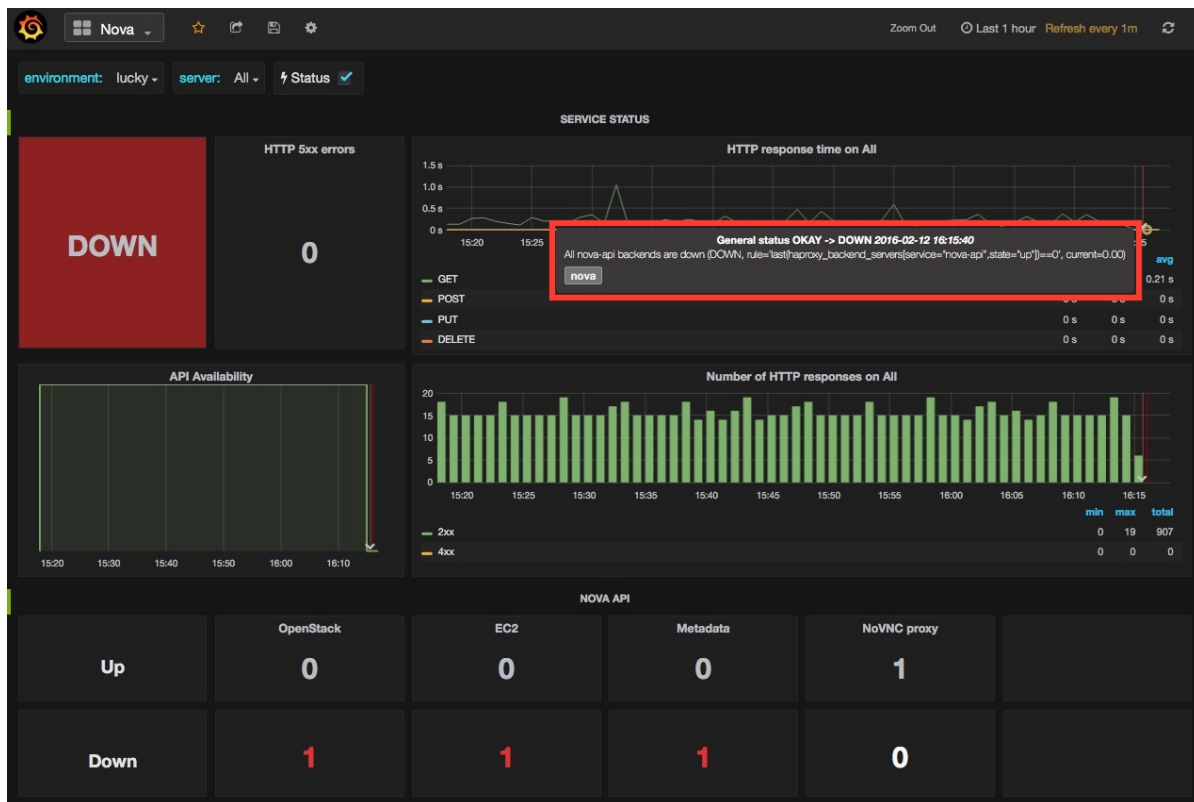 Nova
Zoom Out
Last 1 hour Refresh every 1m
environment: lucky
server: All
Status
SERVICE STATUS
DOWN
HTTP 5xx errors
0
HTTP response time on All
1.5 s
1.0 s
0.5 s
0 s
15:20 15:25
General status OKAY -> DOWN 2016-02-12 16:15:40
All nova-api backends are down (DOWN, rule='last(haproxy_backend_servers[service="nova-api",state="up"])==0', current=0.00)
nova
avg
GET 0.21 s
POST 0 s 0 s 0 s
PUT 0 s 0 s 0 s
DELETE 0 s 0 s 0 s
API Availability
15:20 15:30 15:40 15:50 16:00 16:10
Number of HTTP responses on All
20
15
10
5
0
15:20 15:25 15:30 15:35 15:40 15:45 15:50 15:55 16:00 16:05 16:10 16:15
min max total
2xx 0 19 907
4xx 0 0 0
NOVA API
OpenStack EC2 Metadata NoVNC proxy
Up 0 0 0 1
Down 1 1 1 0